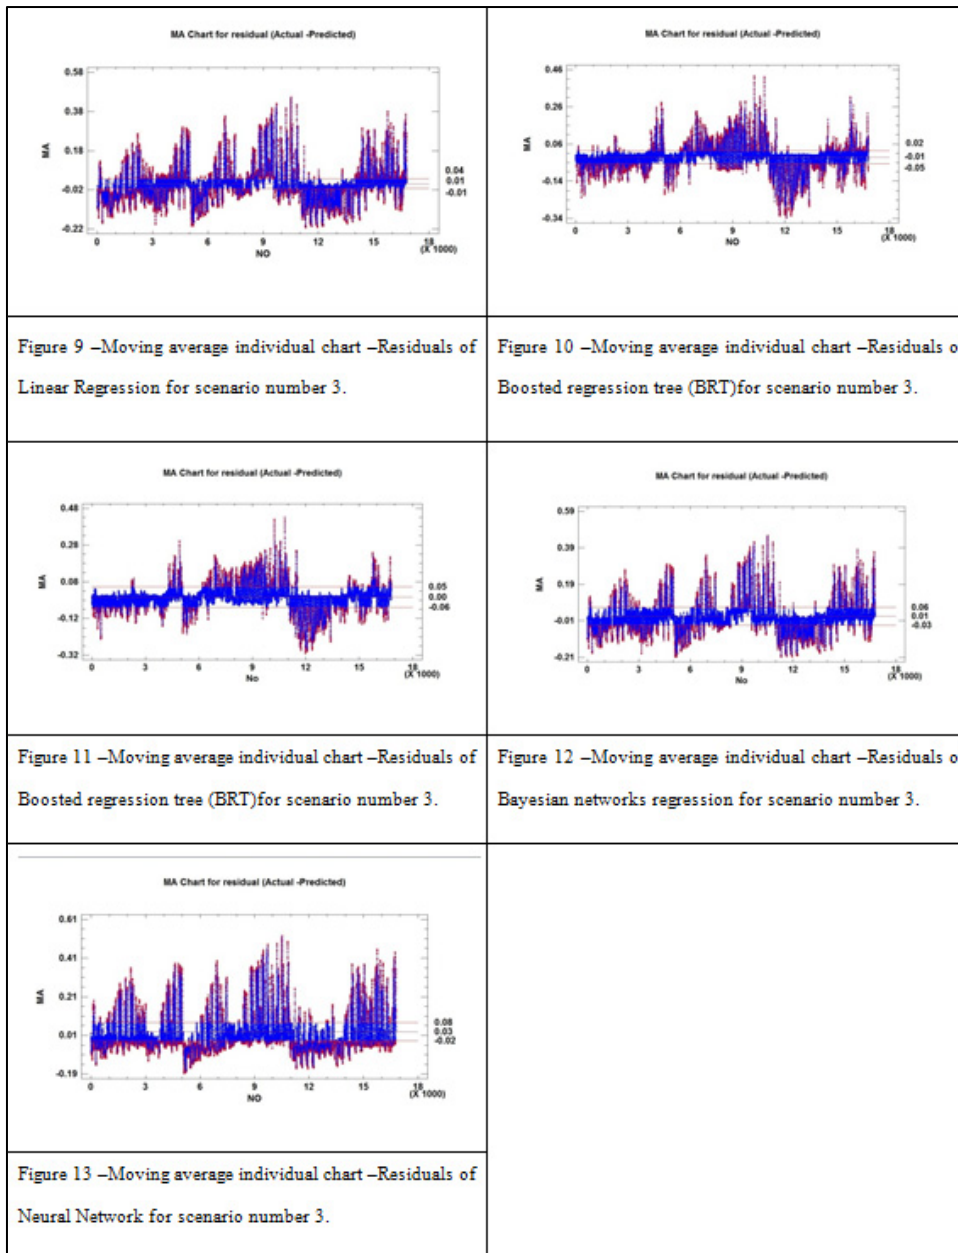 MA Chart for residual (Actual -Predicted)
0.58
0.38
0.18
-0.02
-0.22
MA
0.04
0.01
-0.01
0 3 6 9 12 15 18
(X 1000)
NO
MA Chart for residual (Actual -Predicted)
0.46
0.26
0.06
-0.14
-0.34
MA
0.02
-0.01
-0.05
0 3 6 9 12 15 18
(X 1000)
NO
Figure 9 –Moving average individual chart –Residuals of
Linear Regression for scenario number 3.
Figure 10 –Moving average individual chart –Residuals o
Boosted regression tree (BRT)for scenario number 3.
MA Chart for residual (Actual -Predicted)
0.48
0.28
0.08
-0.12
-0.32
MA
0.05
0.00
-0.06
0 3 6 9 12 15 18
(X 1000)
No
MA Chart for residual (Actual -Predicted)
0.59
0.39
0.19
-0.01
-0.21
MA
0.06
0.01
-0.03
0 3 6 9 12 15 18
(X 1000)
No
Figure 11 –Moving average individual chart –Residuals of
Boosted regression tree (BRT)for scenario number 3.
Figure 12 –Moving average individual chart –Residuals o
Bayesian networks regression for scenario number 3.
MA Chart for residual (Actual -Predicted)
0.61
0.41
0.21
0.01
-0.19
MA
0.08
0.03
-0.02
0 3 6 9 12 15 18
(X 1000)
NO
Figure 13 –Moving average individual chart –Residuals of
Neural Network for scenario number 3.